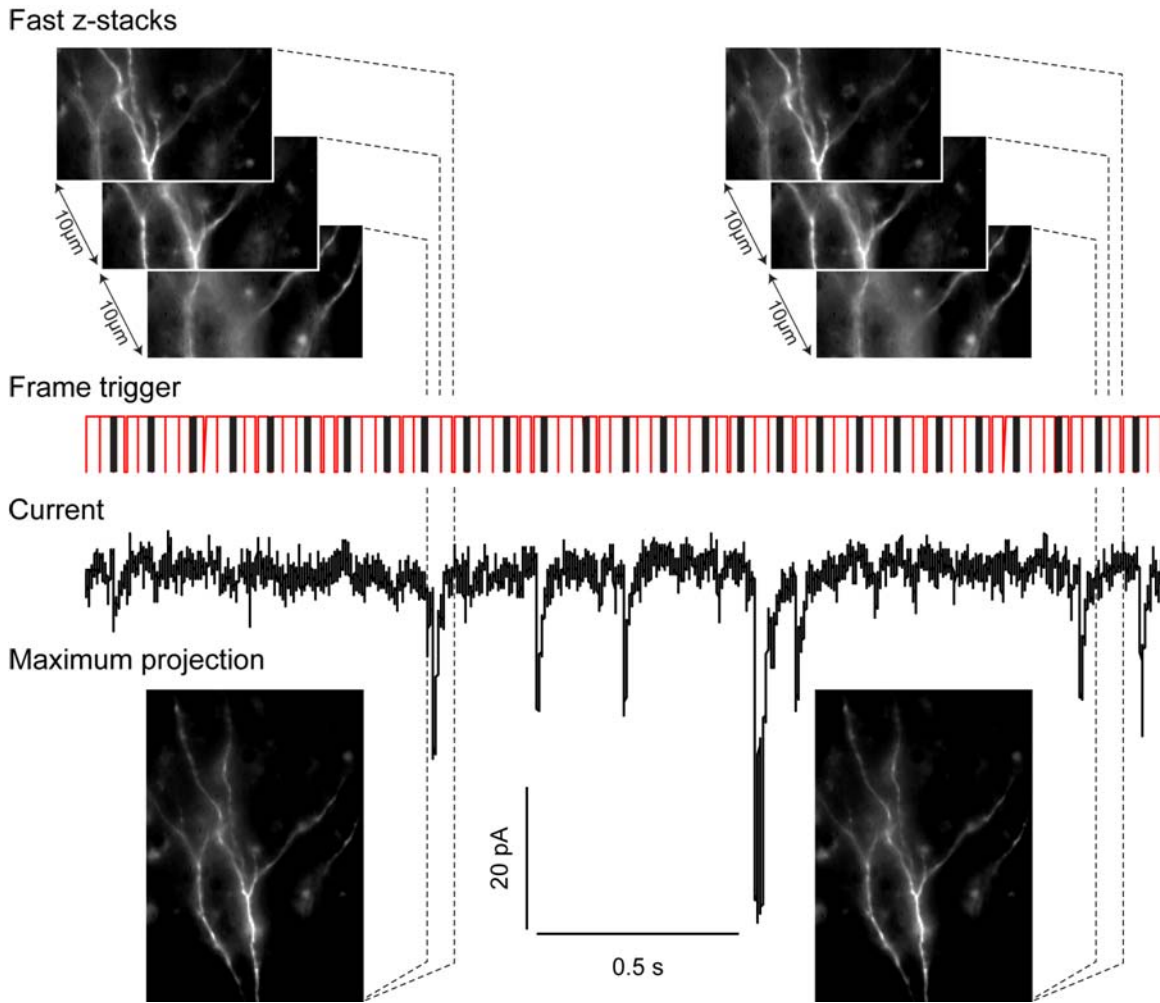 Fast z-stacks
10µm
10µm
10µm
10µm
Frame trigger
Current
Maximum projection
20 pA
0.5 s